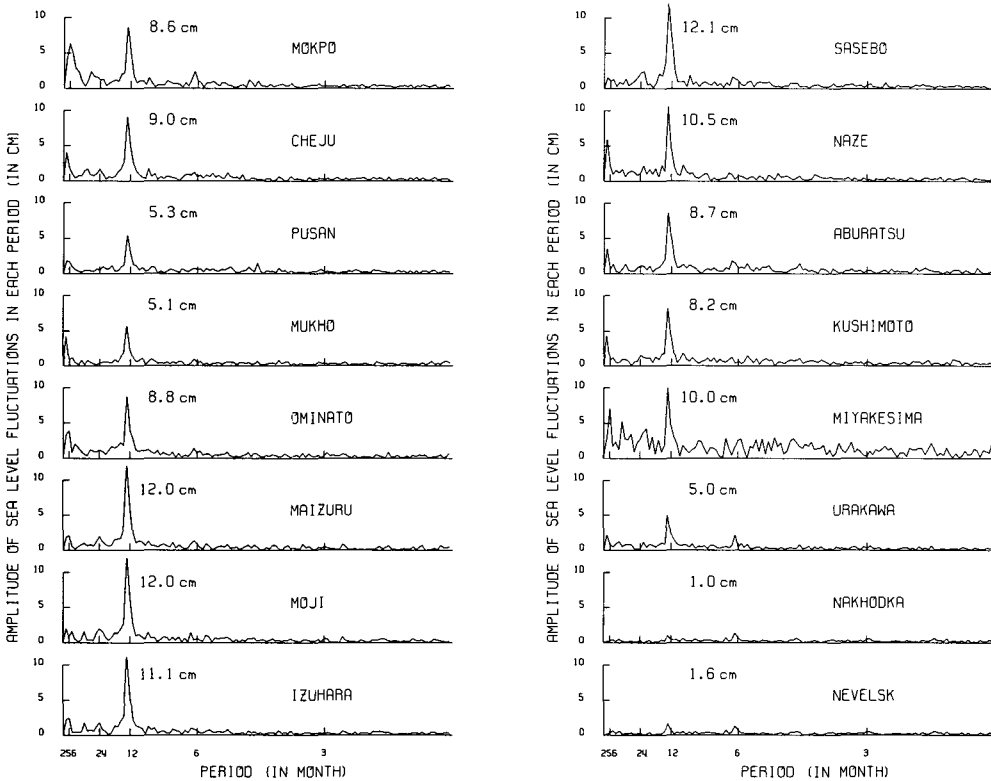 AMPLITUDE OF SEA LEVEL FLUCTUATIONS IN EACH PERIOD (IN CM)
10
5
0
8.6 cm
MOKPO
10
5
0
9.0 cm
CHEJU
10
5
0
5.3 cm
PUSAN
10
5
0
5.1 cm
MUKHO
10
5
0
8.8 cm
OMINATO
10
5
0
12.0 cm
MAIZURU
10
5
0
12.0 cm
MOJI
10
5
0
11.1 cm
IZUHARA
256 24 12 6 3
PERIOD (IN MONTH)
AMPLITUDE OF SEA LEVEL FLUCTUATIONS IN EACH PERIOD (IN CM)
10
5
0
12.1 cm
SASEBO
10
5
0
10.5 cm
NAZE
10
5
0
8.7 cm
ABURATSU
10
5
0
8.2 cm
KUSHIMOTO
10
5
0
10.0 cm
MIYAKESIMA
10
5
0
5.0 cm
URAKAWA
10
5
0
1.0 cm
NAKHODKA
10
5
0
1.6 cm
NEVELSK
256 24 12 6 3
PERIOD (IN MONTH)